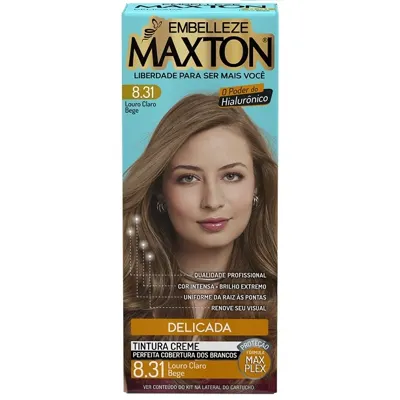 EMBELLEZE
MAXTON
LIBERDADE PARA SER MAIS VOCÊ
8.31
Louro Claro
Bege
O Poder do
Hialurônico
QUALIDADE PROFISSIONAL
COR INTENSA - BRILHO EXTREMO
UNIFORME DA RAIZ ÀS PONTAS
RENOVE SEU VISUAL
DELICADA
TINTURA CREME
PERFEITA COBERTURA DOS BRANCOS
8.31 Louro Claro
Bege
PROTEÇÃO
FÓRMULA
MAX
PLEX
VER CONTEÚDO DO KIT NA LATERAL DO CARTUCHO.